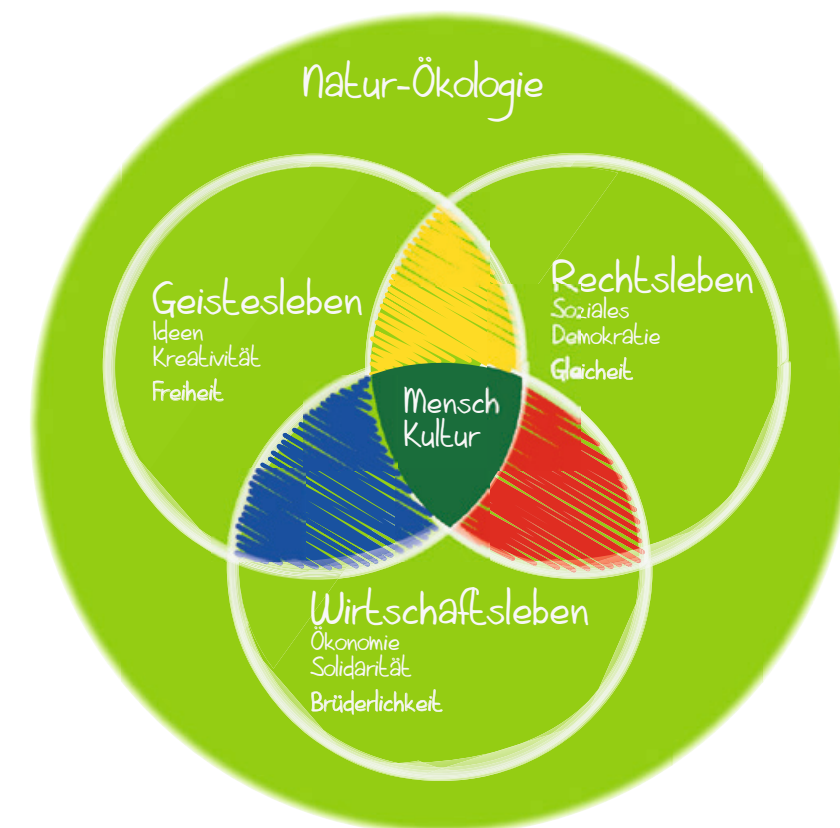 Natur-Ökologie
Geistesleben
Ideen
Kreativität
Freiheit
Rechtsleben
Soziales
Demokratie
Gleicheit
Mensch
Kultur
Wirtschaftsleben
Ökonomie
Solidarität
Brüderlichkeit